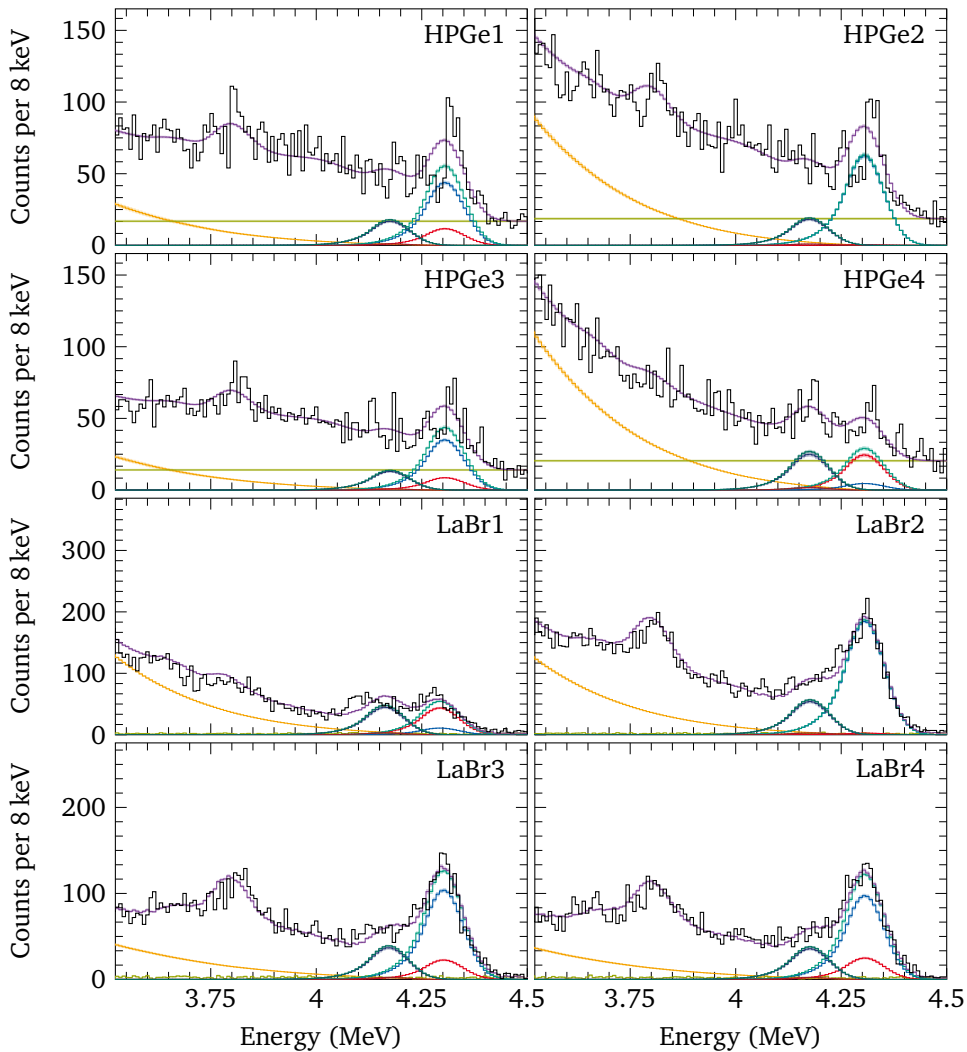 HPGe1
HPGe2
150
100
50
0
Counts per 8 keV
HPGe3
HPGe4
150
100
50
0
Counts per 8 keV
LaBr1
LaBr2
300
200
100
0
Counts per 8 keV
LaBr3
LaBr4
200
100
0
Counts per 8 keV
3.75 4 4.25 4.5 3.75 4 4.25 4.5
Energy (MeV) Energy (MeV)